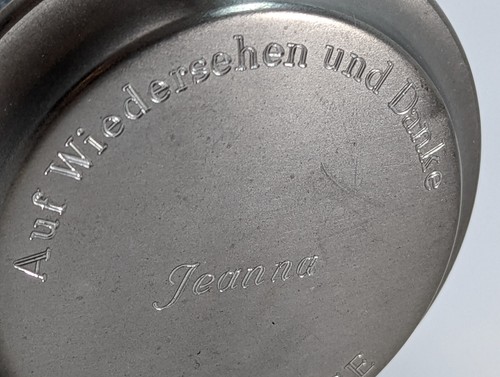 Auf Wiedersehen und Danke
Jeanna